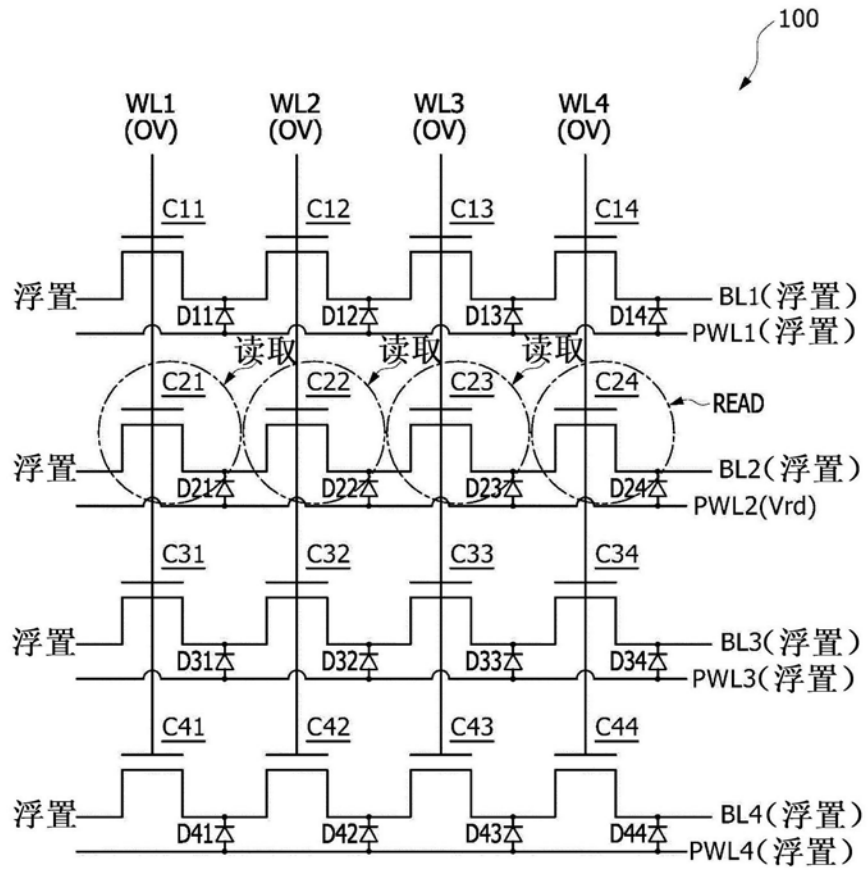 100
WL1 WL2 WL3 WL4
(0V) (0V) (0V) (0V)
C11 C12 C13 C14
浮置 BL1(浮置)
D11 D12 D13 D14 PWL1(浮置)
读取 读取 读取
C21 C22 C23 C24
READ
浮置 BL2(浮置)
D21 D22 D23 D24 PWL2(Vrd)
C31 C32 C33 C34
浮置 BL3(浮置)
D31 D32 D33 D34 PWL3(浮置)
C41 C42 C43 C44
浮置 BL4(浮置)
D41 D42 D43 D44 PWL4(浮置)